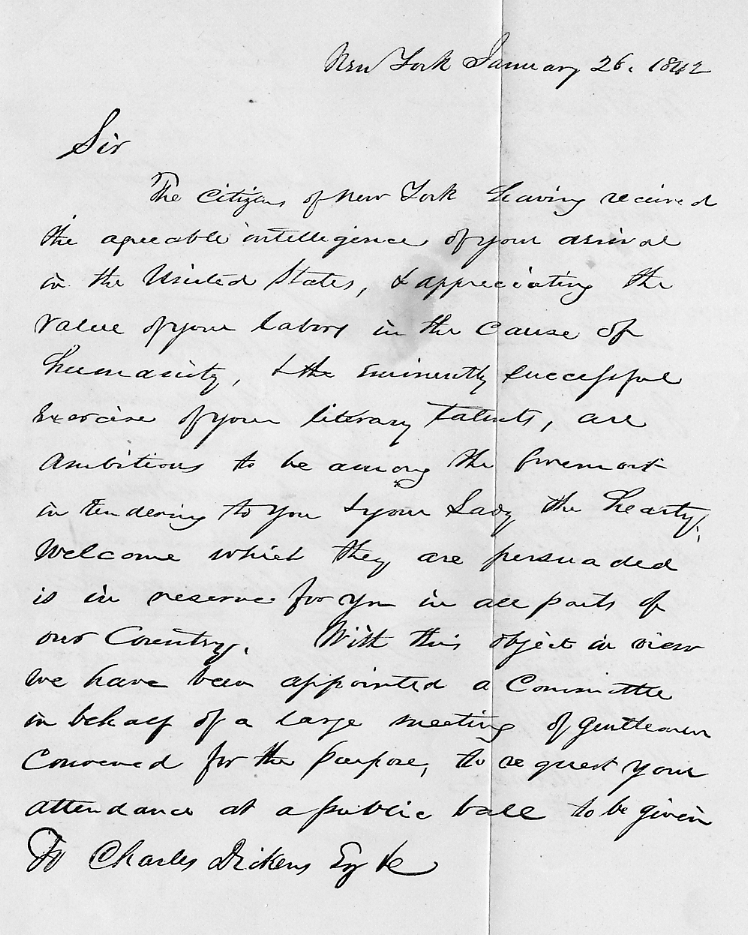 New York January 26. 1842
Sir
The Citizens of New York having received
the agreeable intelligence of your arrival
in the United States, & appreciating the
value of your labors in the cause of
humanity, & the eminently successful
exercise of your literary talents, are
ambitious to be among the foremost
in tendering to you & your Lady the hearty
welcome which they are persuaded
is in reserve for you in all parts of
our Country. With this object in view
we have been appointed a Committee
in behalf of a large meeting of gentlemen
convened for the purpose, to request your
attendance at a public ball to be given
To Charles Dickens Esq &c